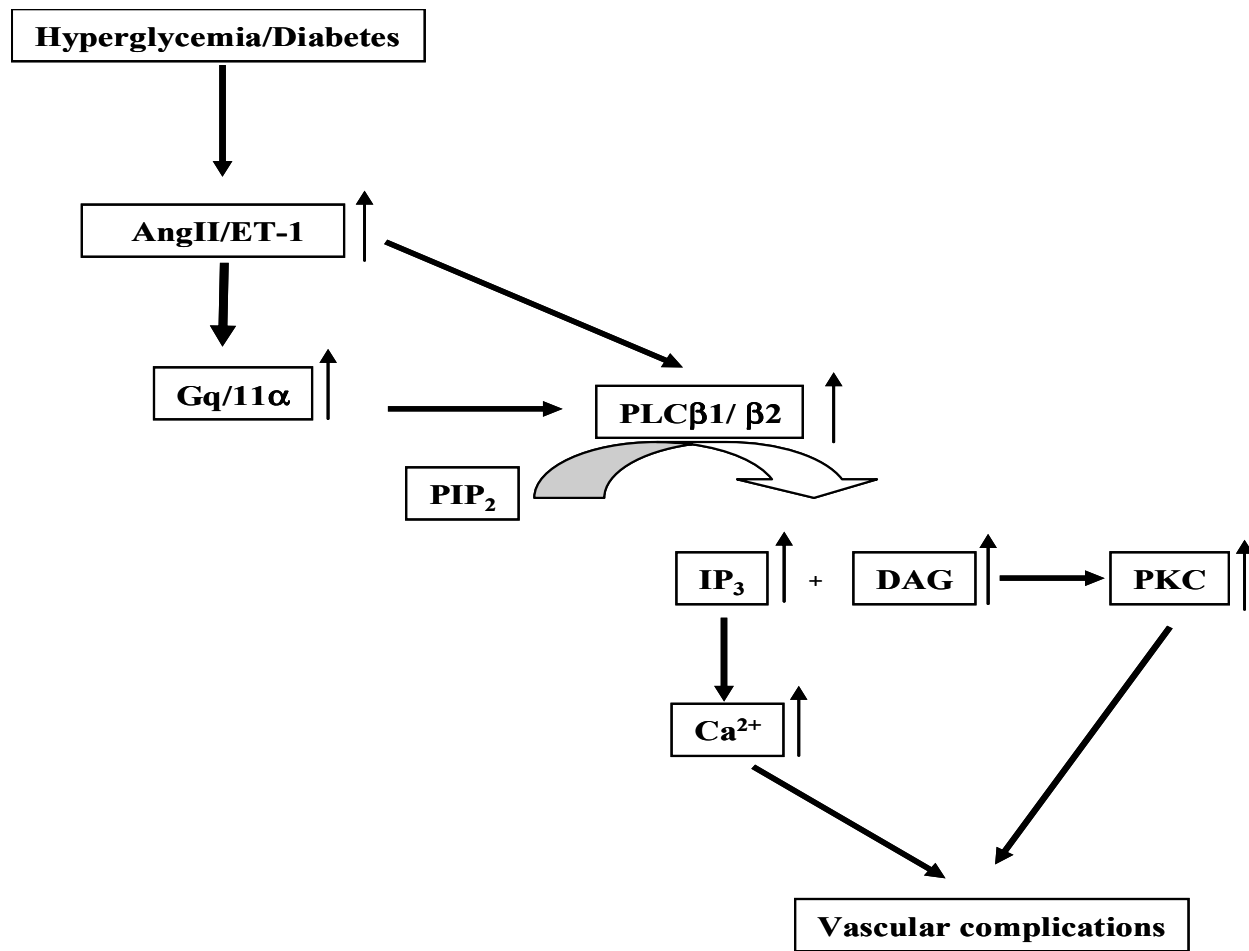 Hyperglycemia/Diabetes
AngII/ET-1
Gq/11α
PLCβ1/ β2
PIP₂
IP₃ + DAG PKC
Ca²⁺
Vascular complications